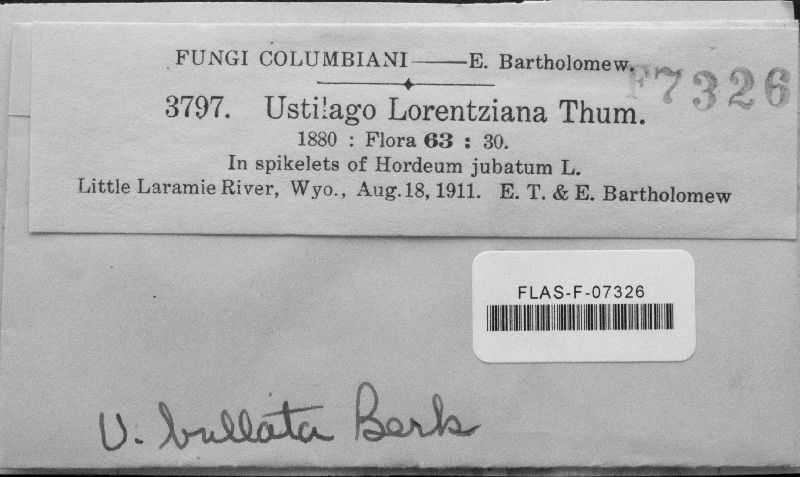 FUNGI COLUMBIANI——E. Bartholomew.
F7326
3797. Ustilago Lorentziana Thum.
1880 : Flora 63 : 30.
In spikelets of Hordeum jubatum L.
Little Laramie River, Wyo., Aug. 18, 1911. E. T. & E. Bartholomew
FLAS-F-07326
U. bullata Berk